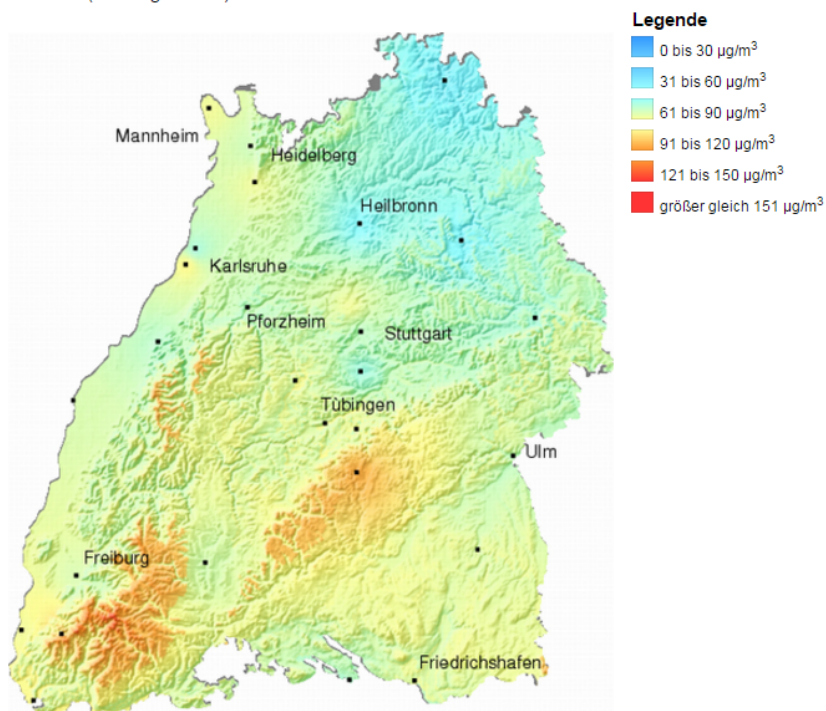 Legende
0 bis 30 µg/m³
31 bis 60 µg/m³
61 bis 90 µg/m³
91 bis 120 µg/m³
121 bis 150 µg/m³
größer gleich 151 µg/m³
Mannheim
Heidelberg
Heilbronn
Karlsruhe
Pforzheim
Stuttgart
Tùbingen
Ulm
Freiburg
Friedrichshafen